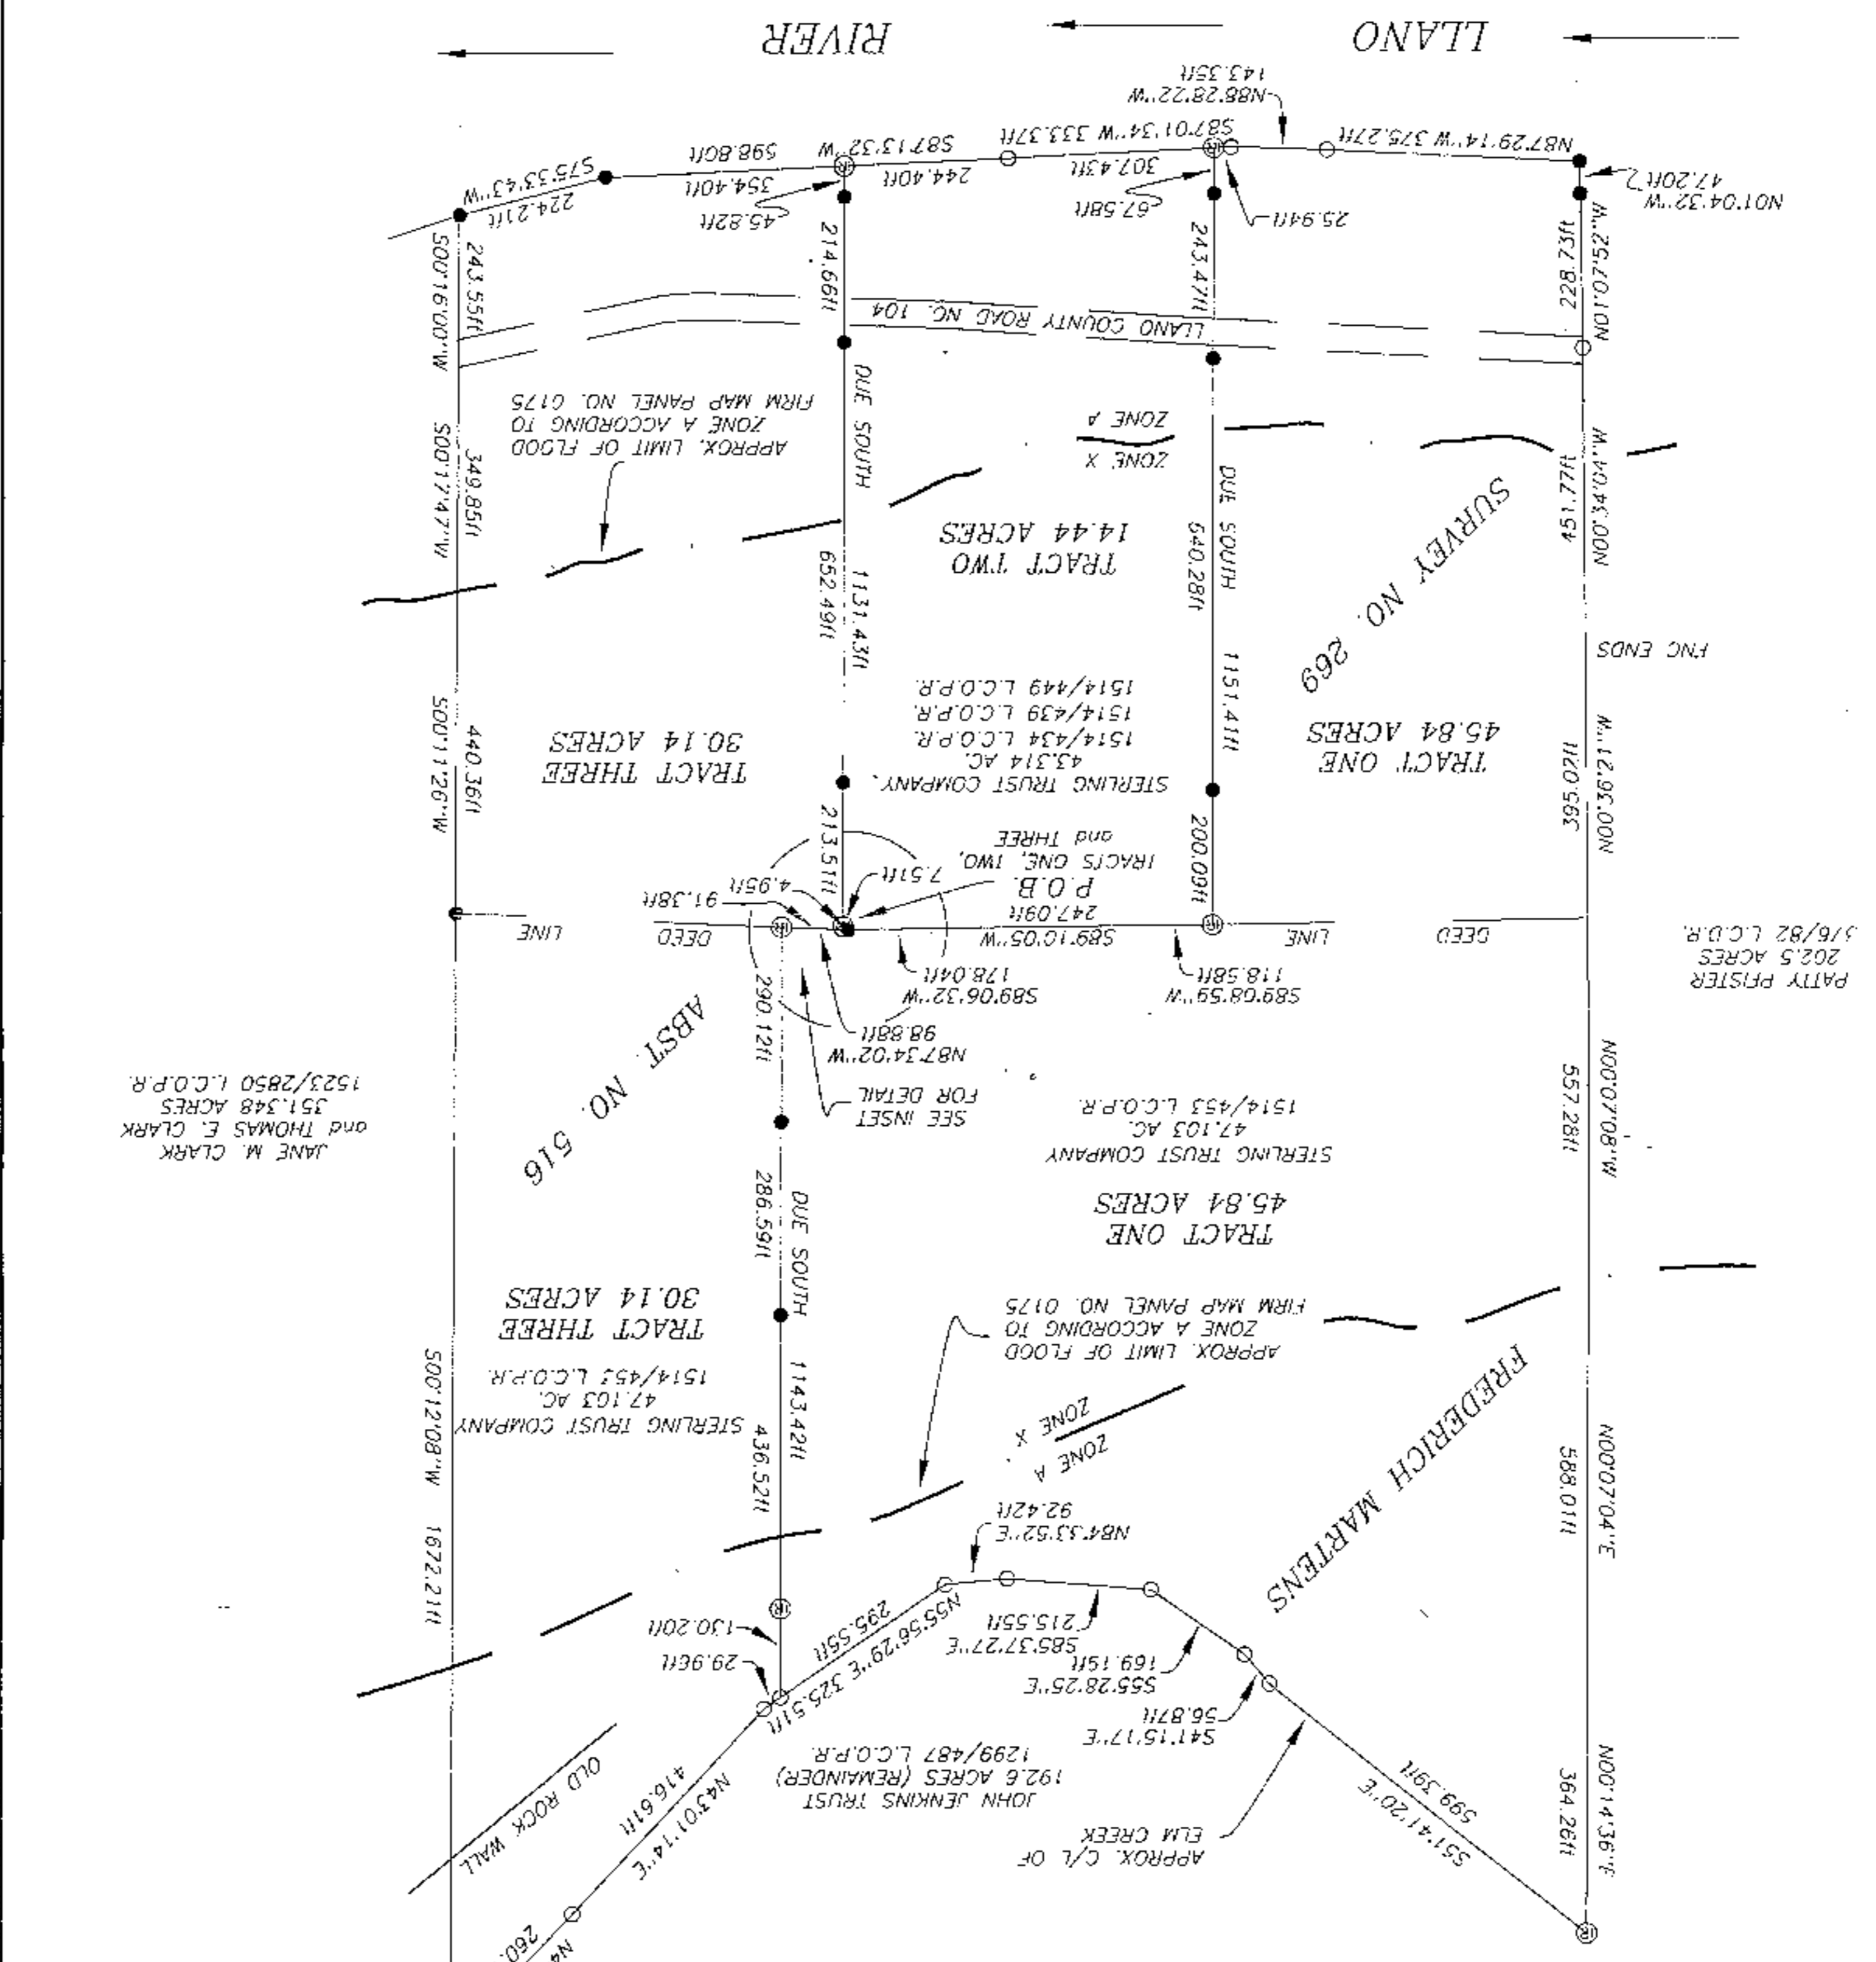 N4
260.
N43°01'14"E
416.61ft
OLD ROCK WALL
APPROX. C/L OF
ELM CREEK
S51°41'20"E
599.39ft
N00°14'36"E
364.26ft
JOHN JENKINS TRUST
192.6 ACRES (REMAINDER)
1299/487 L.C.O.P.R.
S41°15'17"E
56.87ft
S55°28'25"E
169.15ft
S85°37'27"E
215.55ft
N84°33'52"E
92.42ft
N55°56'29"E 325.51ft
295.55ft
29.96ft
130.20ft
IR
IR
FREDERICH MARTENS
N00°07'04"E
588.01ft
ZONE A
ZONE X
APPROX. LIMIT OF FLOOD
ZONE A ACCORDING TO
FIRM MAP PANEL NO. 0175
S00°12'08"W 1672.21ft
436.52ft
DUE SOUTH 1143.42ft
STERLING TRUST COMPANY
47.103 AC.
1514/453 L.C.O.P.R.
TRACT THREE
30.14 ACRES
TRACT ONE
45.84 ACRES
STERLING TRUST COMPANY
47.103 AC.
1514/453 L.C.O.P.R.
286.59ft
290.12ft
N00°07'08"W
557.28ft
JANE M. CLARK
and THOMAS E. CLARK
351.348 ACRES
1523/2850 L.C.O.P.R.
ABST. NO. 516
SEE INSET
FOR DETAIL
N87°34'02"W
98.88ft
S89°06'32"W
178.04ft
S89°08'59"W
118.58ft
PATTY PFISTER
202.5 ACRES
376/82 L.C.D.R.
DEED LINE
S89°10'05"W
247.09ft
DEED LINE
IR
IR
IR
91.38ft
4.95ft
7.51ft
P.O.B.
TRACTS ONE, TWO,
and THREE
213.51ft
200.09ft
TRACT ONE
45.84 ACRES
STERLING TRUST COMPANY
43.314 AC.
1514/434 L.C.O.P.R.
1514/439 L.C.O.P.R.
1514/449 L.C.O.P.R.
TRACT THREE
30.14 ACRES
440.36ft
S00°11'26"W
N00°36'21"W
395.07ft
FNC ENDS
SURVEY NO. 269
DUE SOUTH 1151.41ft
640.28ft
DUE SOUTH 1131.43ft
652.49ft
TRACT TWO
14.44 ACRES
ZONE X
ZONE A
APPROX. LIMIT OF FLOOD
ZONE A ACCORDING TO
FIRM MAP PANEL NO. 0175
349.85ft
S00°17'47"W
N00°34'04"W
451.77ft
LLANO COUNTY ROAD NO. 104
243.55ft
S00°16'00"W
214.66ft
243.47ft
N01°07'52"W
228.73ft
N01°04'32"W
47.20ft
25.94ft
67.58ft
45.82ft
224.21ft
S75°33'43"W
354.40ft
598.80ft
244.40ft
S87°13'32"W
307.43ft
S87°01'34"W 333.37ft
N87°29'14"W 375.27ft
N88°28'22"W
143.35ft
IR
IR
LLANO RIVER